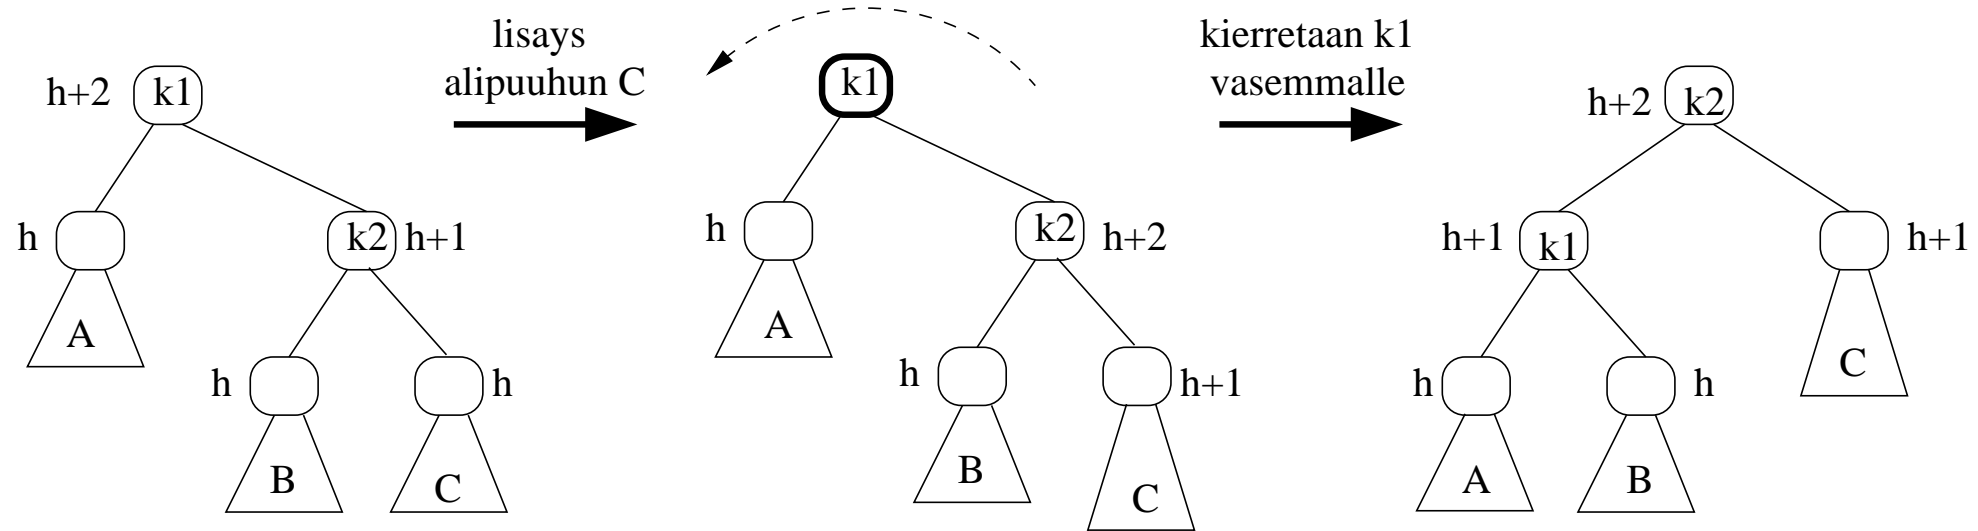 lisays
alipuuhun C
kierretaan k1
vasemmalle
h+2 k1
h
k2 h+1
A
h
h
B
C
k1
h
k2 h+2
A
h
h+1
B
C
h+2 k2
h+1 k1
h+1
C
h
h
A
B